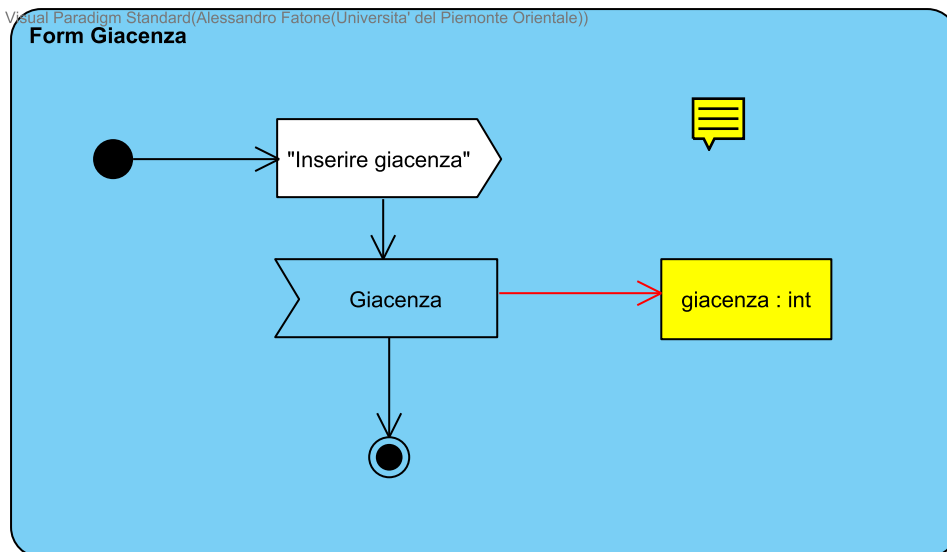 Visual Paradigm Standard(Alessandro Fatone(Universita' del Piemonte Orientale))
Form Giacenza
"Inserire giacenza"
Giacenza
giacenza : int